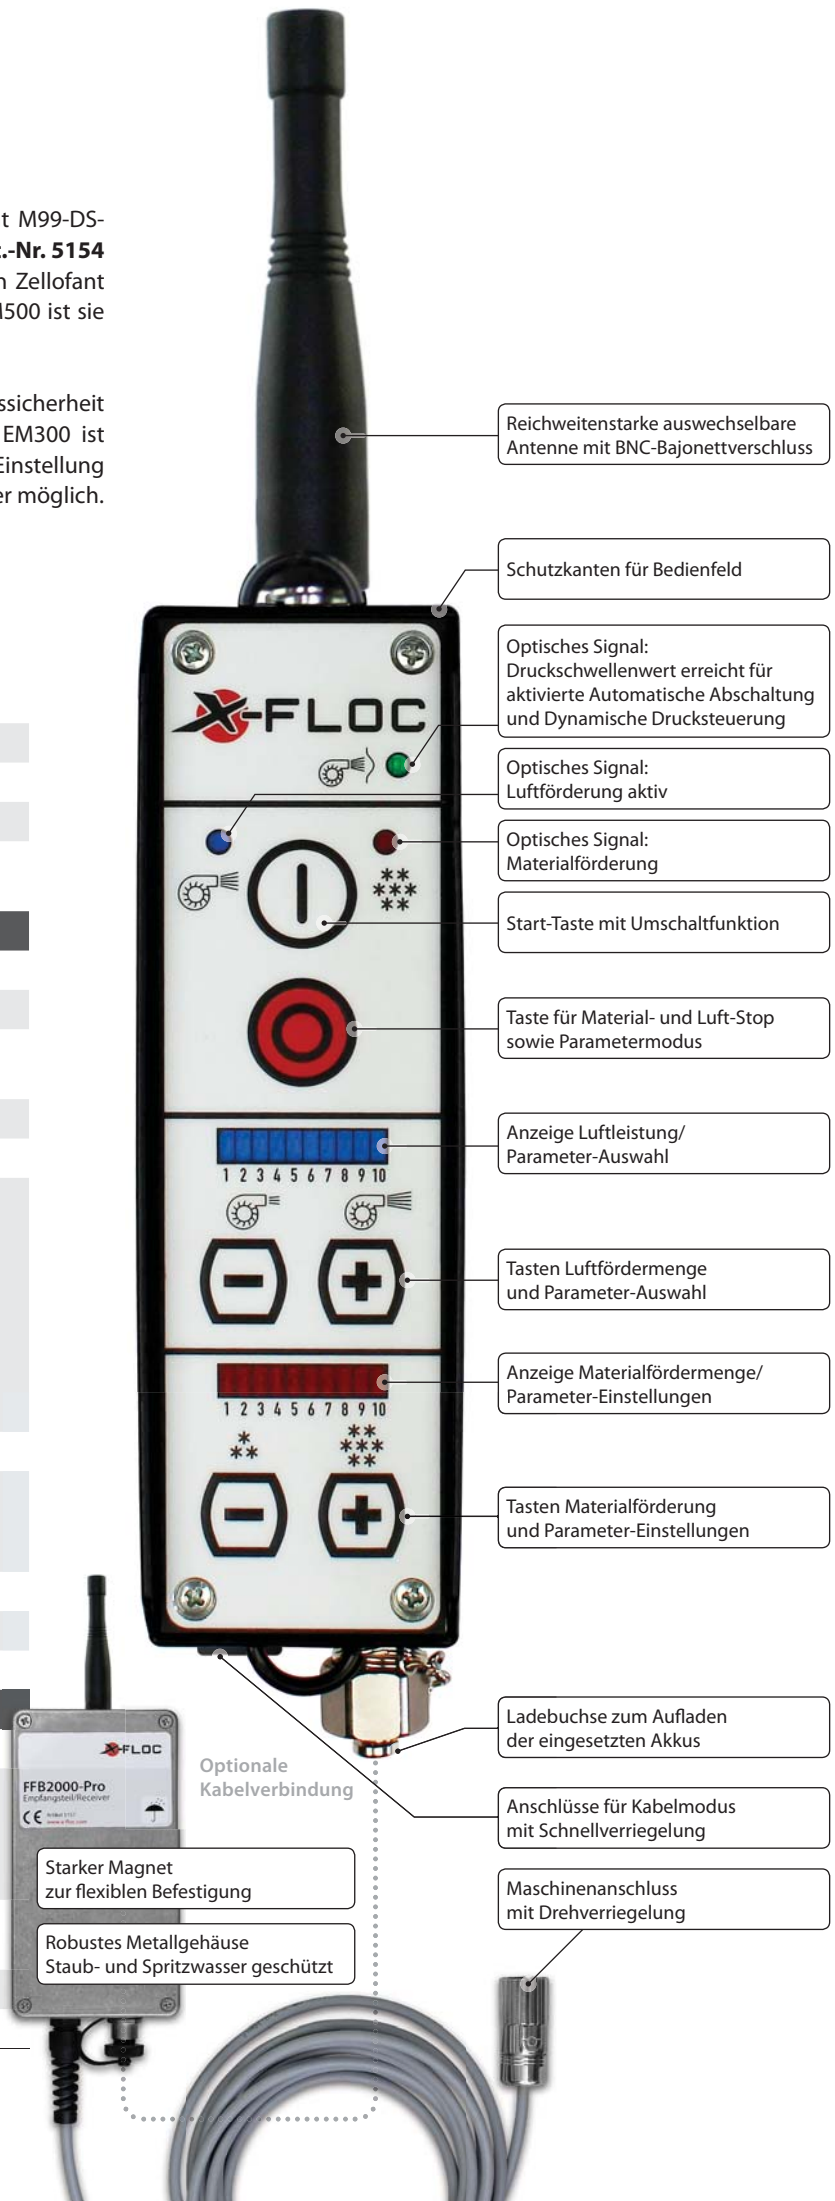 t M99-DS-
t.-Nr. 5154
n Zellofant
M500 ist sie
ssicherheit
EM300 ist
Einstellung
er möglich.
Reichweitenstarke auswechselbare
Antenne mit BNC-Bajonettverschluss
Schutzkanten für Bedienfeld
Optisches Signal:
Druckschwellenwert erreicht für
aktivierte Automatische Abschaltung
und Dynamische Drucksteuerung
X-FLOC
Optisches Signal:
Luftförderung aktiv
Optisches Signal:
Materialförderung
Start-Taste mit Umschaltfunktion
Taste für Material- und Luft-Stop
sowie Parametermodus
Anzeige Luftleistung/
Parameter-Auswahl
1 2 3 4 5 6 7 8 9 10
Tasten Luftfördermenge
und Parameter-Auswahl
Anzeige Materialfördermenge/
Parameter-Einstellungen
1 2 3 4 5 6 7 8 9 10
Tasten Materialförderung
und Parameter-Einstellungen
Ladebuchse zum Aufladen
der eingesetzten Akkus
Optionale
Kabelverbindung
Anschlüsse für Kabelmodus
mit Schnellverriegelung
X-FLOC
FFB2000-Pro
Empfangsteil/Receiver
CE
www.x-floc.com
Starker Magnet
zur flexiblen Befestigung
Robustes Metallgehäuse
Staub- und Spritzwasser geschützt
Maschinenanschluss
mit Drehverriegelung